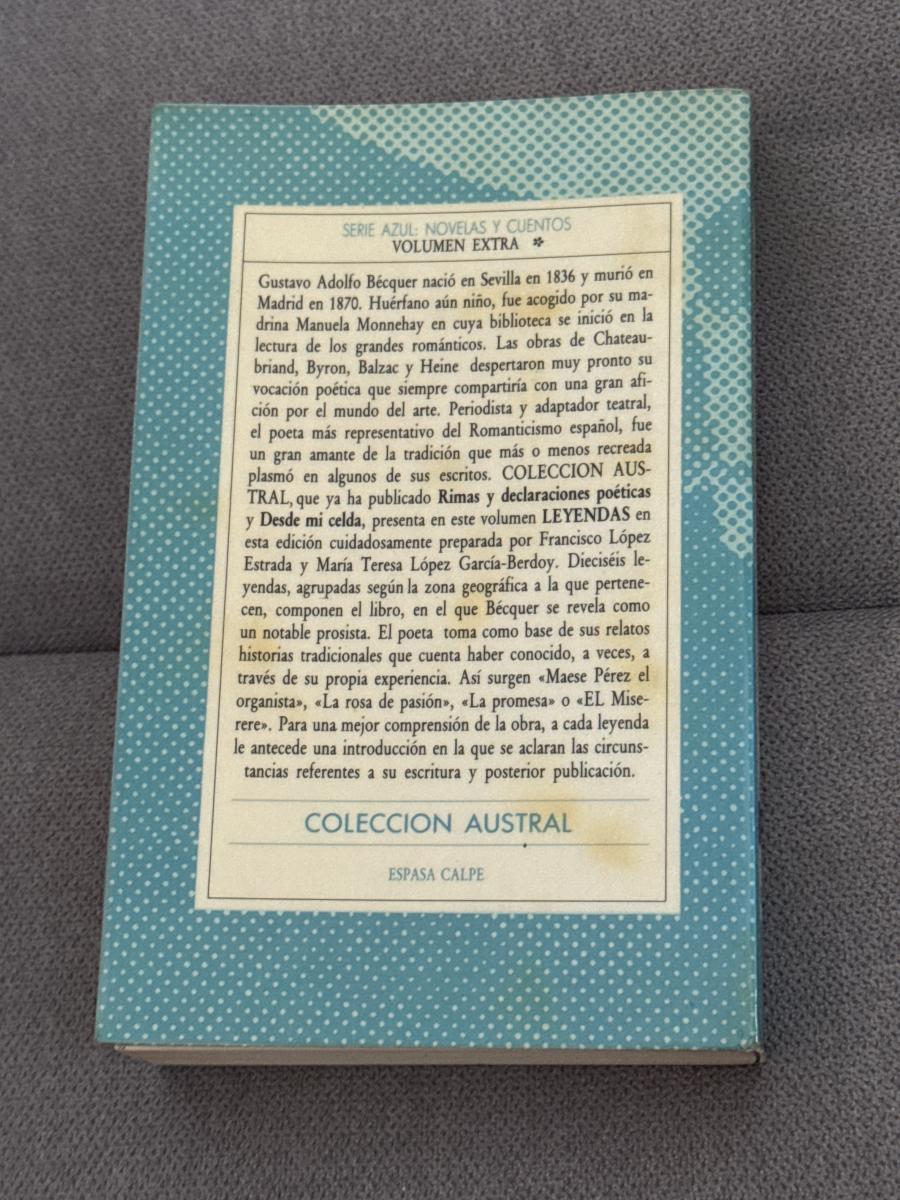 SERIE AZUL: NOVELAS Y CUENTOS
VOLUMEN EXTRA *
Gustavo Adolfo Bécquer nació en Sevilla en 1836 y murió en
Madrid en 1870. Huérfano aún niño, fue acogido por su ma-
drina Manuela Monnehay en cuya biblioteca se inició en la
lectura de los grandes románticos. Las obras de Chateau-
briand, Byron, Balzac y Heine despertaron muy pronto su
vocación poética que siempre compartiría con una gran afi-
ción por el mundo del arte. Periodista y adaptador teatral,
el poeta más representativo del Romanticismo español, fue
un gran amante de la tradición que más o menos recreada
plasmó en algunos de sus escritos. COLECCION AUS-
TRAL, que ya ha publicado Rimas y declaraciones poéticas
y Desde mi celda, presenta en este volumen LEYENDAS en
esta edición cuidadosamente preparada por Francisco López
Estrada y María Teresa López García-Berdoy. Dieciséis le-
yendas, agrupadas según la zona geográfica a la que pertene-
cen, componen el libro, en el que Bécquer se revela como
un notable prosista. El poeta toma como base de sus relatos
historias tradicionales que cuenta haber conocido, a veces, a
través de su propia experiencia. Así surgen «Maese Pérez el
organista», «La rosa de pasión», «La promesa» o «EL Mise-
rere». Para una mejor comprensión de la obra, a cada leyenda
le antecede una introducción en la que se aclaran las circuns-
tancias referentes a su escritura y posterior publicación.
COLECCION AUSTRAL
ESPASA CALPE